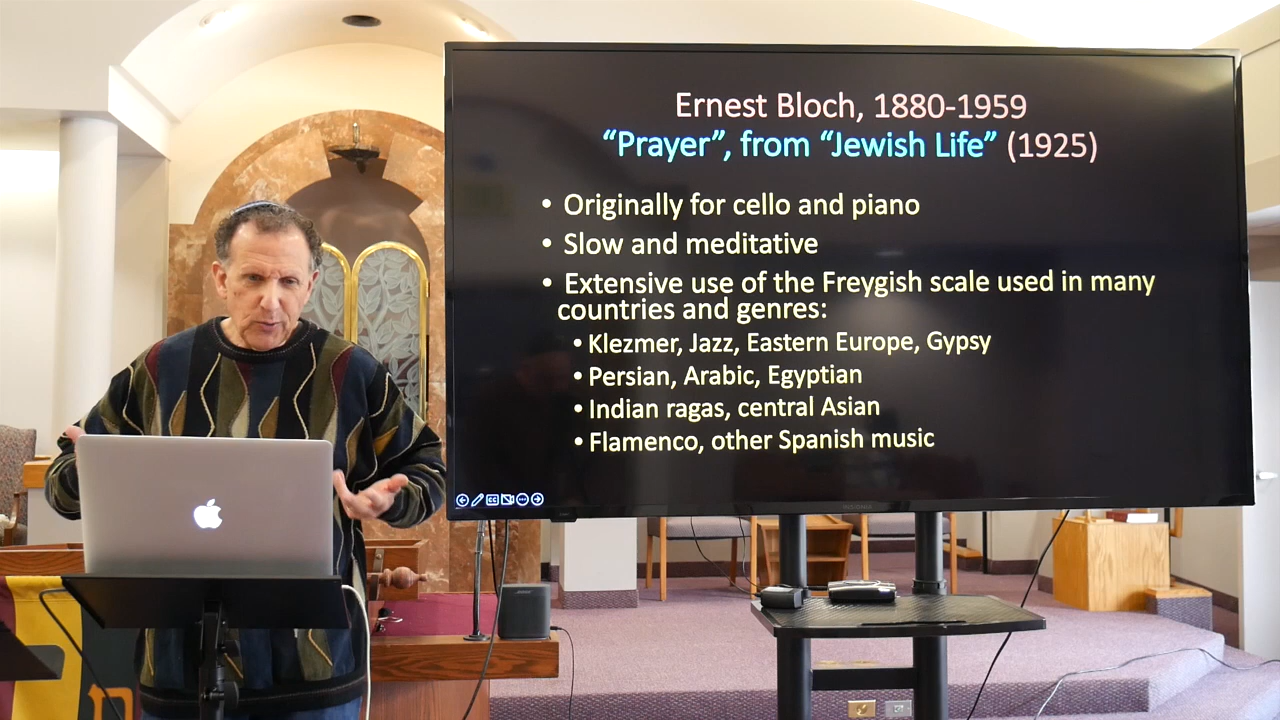 Ernest Bloch, 1880-1959
“Prayer”, from “Jewish Life” (1925)
• Originally for cello and piano
• Slow and meditative
• Extensive use of the Freygish scale used in many
countries and genres:
• Klezmer, Jazz, Eastern Europe, Gypsy
• Persian, Arabic, Egyptian
• Indian ragas, central Asian
• Flamenco, other Spanish music
CC
BOSE